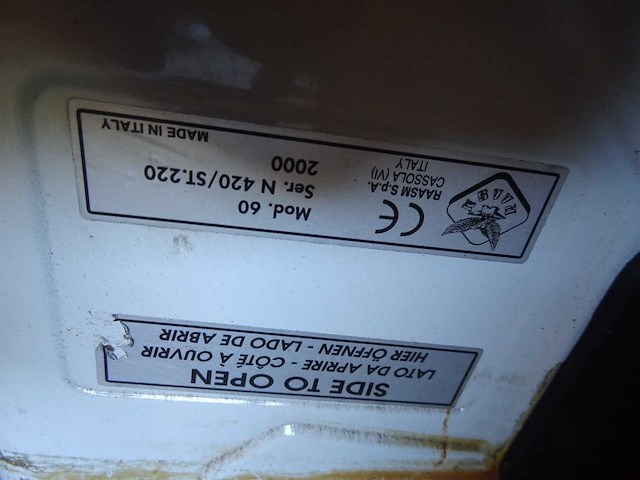 SIDE TO OPEN
LATO DA APRIRE - CÔTÉ À OUVRIR
HIER ÖFFNEN - LADO DE ABRIR
CE
Mod. 60
Ser. N 420/ST.220
2000
RAASM S.p.A.
CASSOLA (VI)
ITALY
MADE IN ITALY